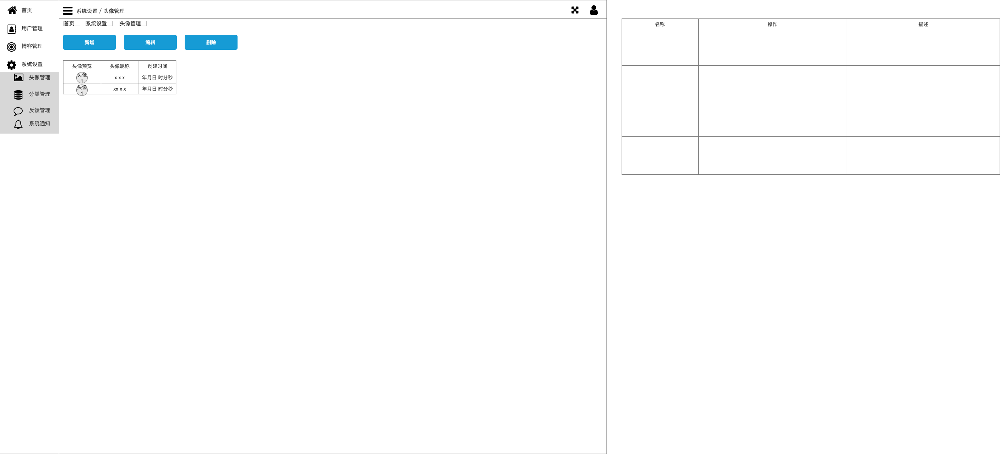 首页
用户管理
博客管理
系统设置
头像管理
分类管理
反馈管理
系统通知
系统设置 / 头像管理
首页 系统设置 头像管理
新增 编辑 删除
头像预览 头像昵称 创建时间
头像
1
x x x 年月日 时分秒
头像
1
xx x x 年月日 时分秒
名称 操作 描述